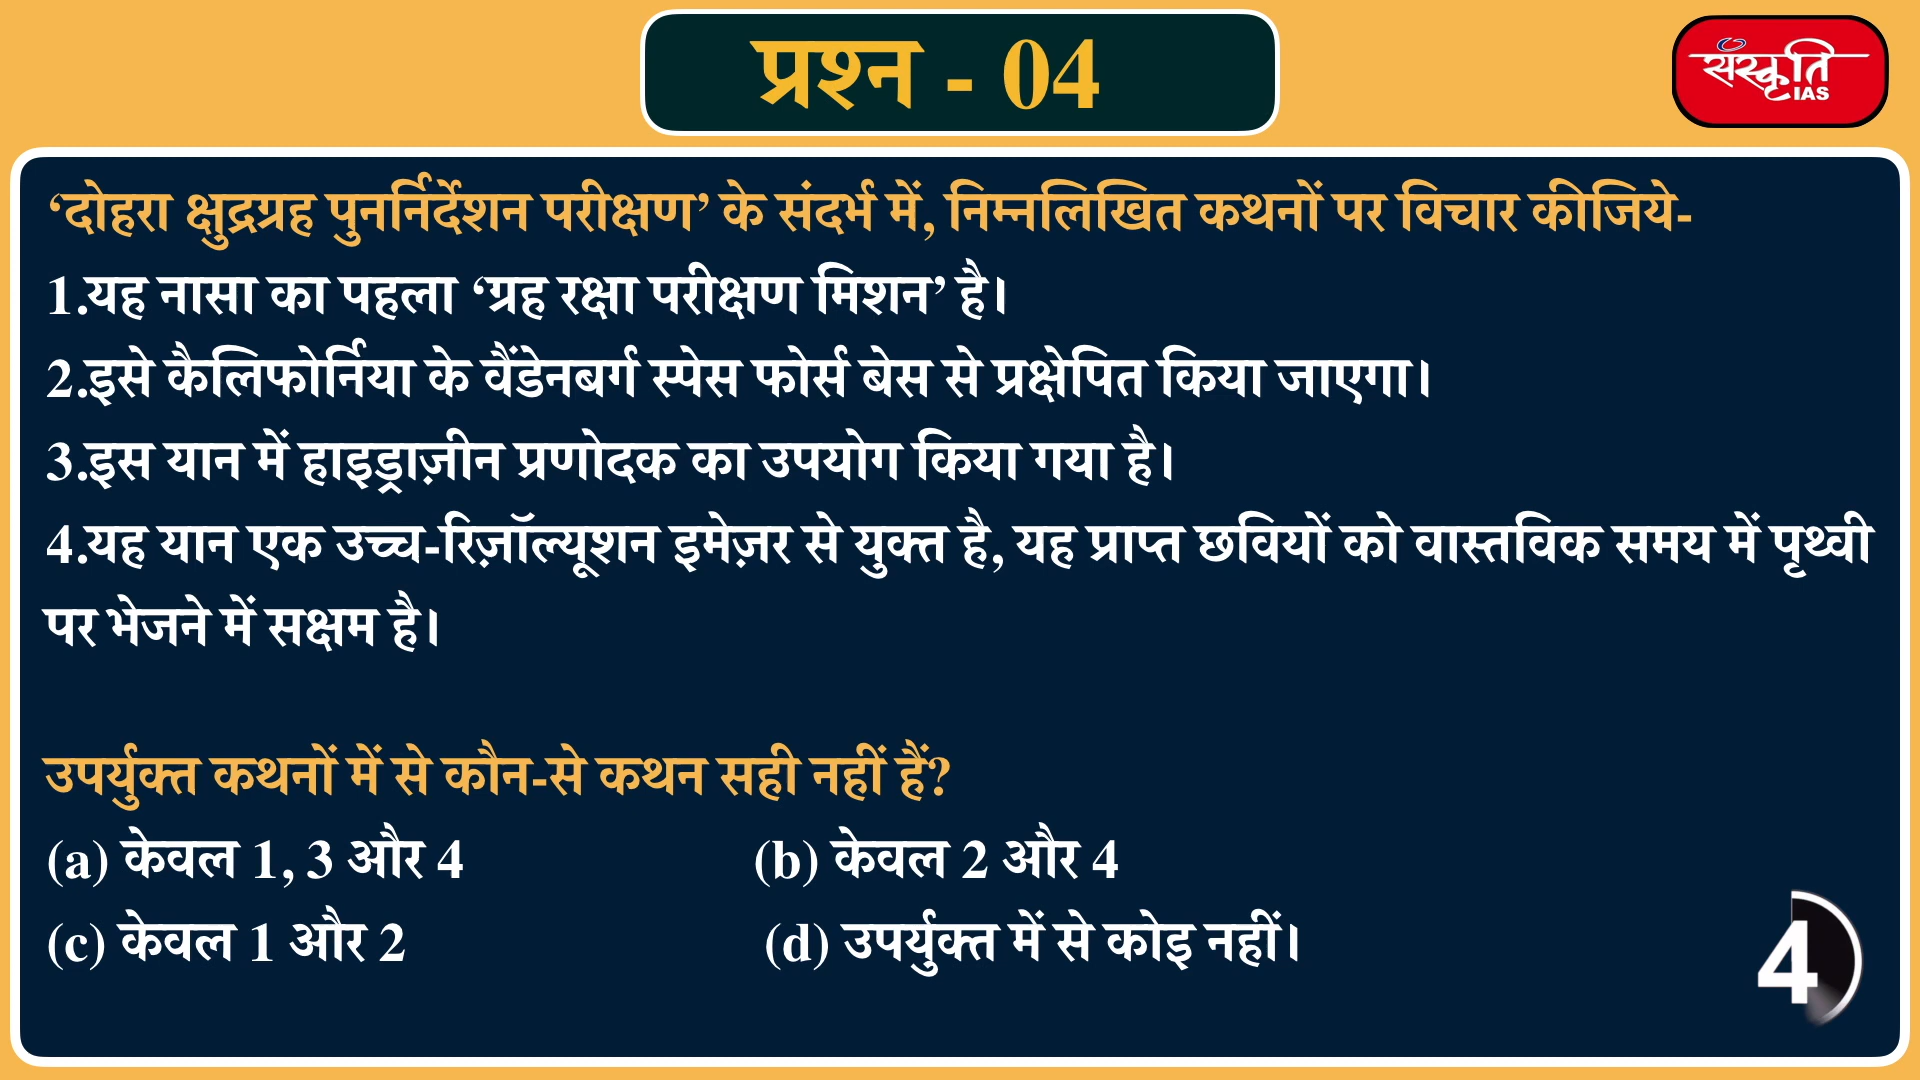 प्रश्न - 04
संस्कृति
IAS
‘दोहरा क्षुद्रग्रह पुनर्निर्देशन परीक्षण’ के संदर्भ में, निम्नलिखित कथनों पर विचार कीजिये-
1.यह नासा का पहला ‘ग्रह रक्षा परीक्षण मिशन’ है।
2.इसे कैलिफोर्निया के वैंडेनबर्ग स्पेस फोर्स बेस से प्रक्षेपित किया जाएगा।
3.इस यान में हाइड्राज़ीन प्रणोदक का उपयोग किया गया है।
4.यह यान एक उच्च-रिज़ॉल्यूशन इमेज़र से युक्त है, यह प्राप्त छवियों को वास्तविक समय में पृथ्वी
पर भेजने में सक्षम है।
उपर्युक्त कथनों में से कौन-से कथन सही नहीं हैं?
(a) केवल 1, 3 और 4 (b) केवल 2 और 4
(c) केवल 1 और 2 (d) उपर्युक्त में से कोइ नहीं।
4